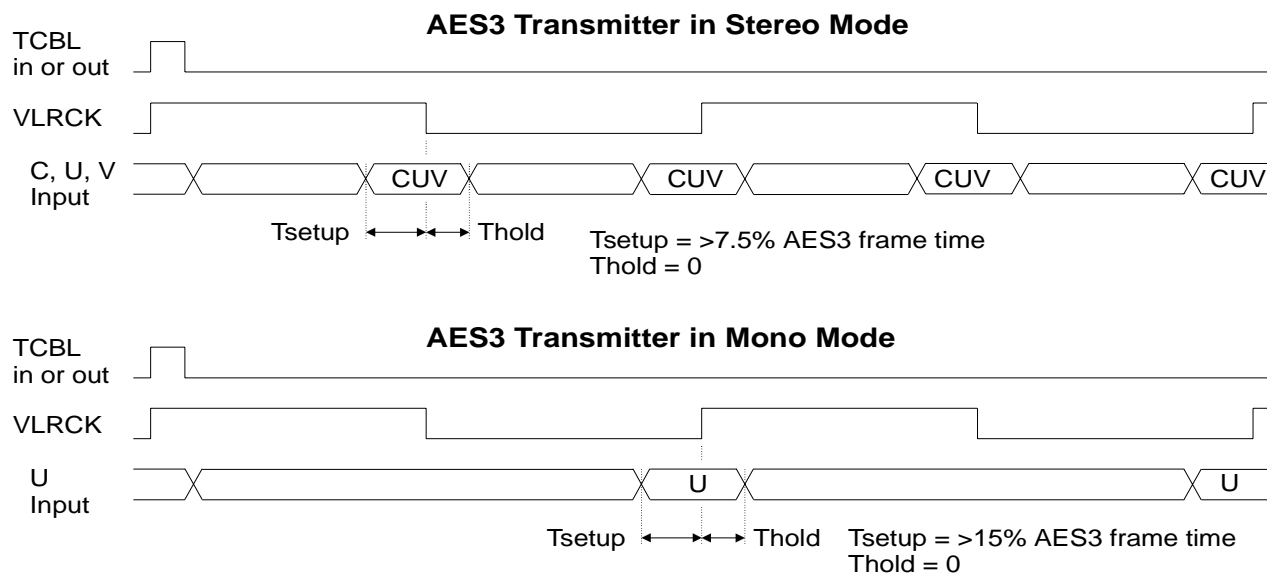 AES3 Transmitter in Stereo Mode
TCBL
in or out
VLRCK
C, U, V
Input
CUV CUV CUV CUV
Tsetup Thold
Tsetup = >7.5% AES3 frame time
Thold = 0
AES3 Transmitter in Mono Mode
TCBL
in or out
VLRCK
U
Input
U U
Tsetup Thold
Tsetup = >15% AES3 frame time
Thold = 0